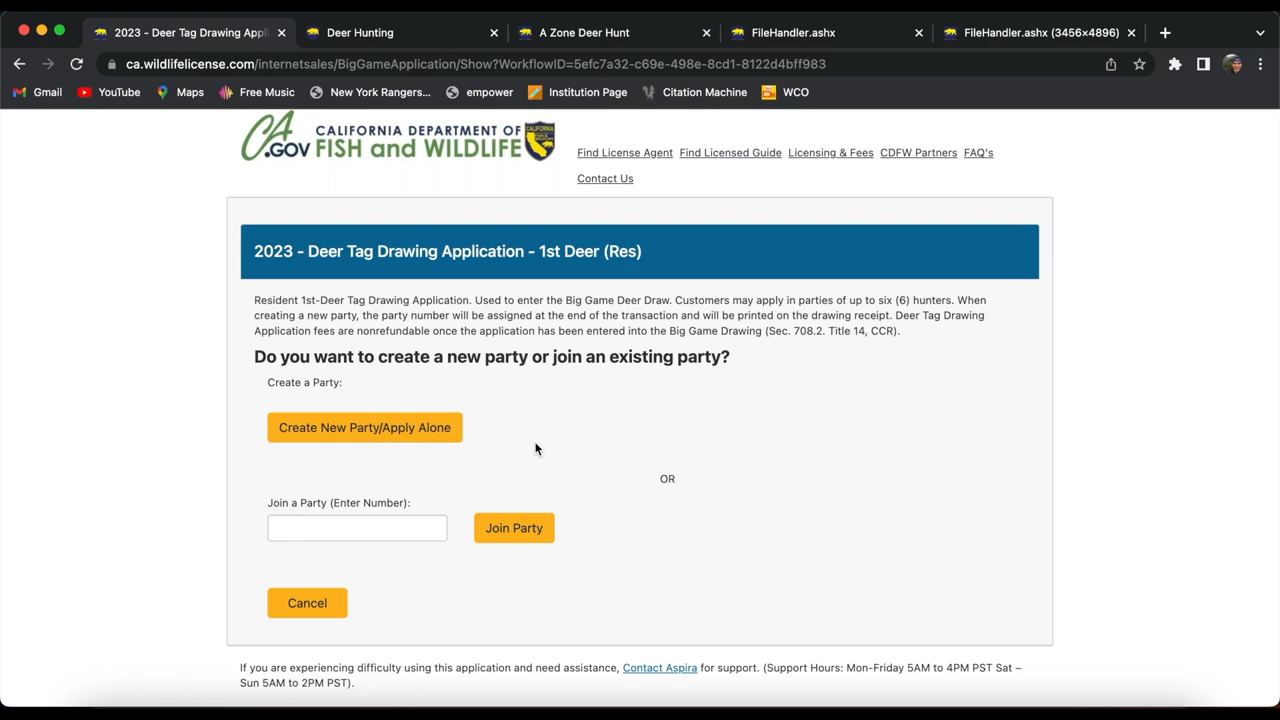 2023 - Deer Tag Drawing Appli
Deer Hunting
A Zone Deer Hunt
FileHandler.ashx
FileHandler.ashx (3456×4896)
ca.wildlifelicense.com/internetsales/BigGameApplication/Show?WorkflowID=5efc7a32-c69e-498e-8cd1-8122d4bff983
Gmail
YouTube
Maps
Free Music
New York Rangers...
empower
Institution Page
Citation Machine
WCO
CA.GOV
CALIFORNIA DEPARTMENT OF
FISH and WILDLIFE
Find License Agent Find Licensed Guide Licensing & Fees CDFW Partners FAQ's
Contact Us
2023 - Deer Tag Drawing Application - 1st Deer (Res)
Resident 1st-Deer Tag Drawing Application. Used to enter the Big Game Deer Draw. Customers may apply in parties of up to six (6) hunters. When
creating a new party, the party number will be assigned at the end of the transaction and will be printed on the drawing receipt. Deer Tag Drawing
Application fees are nonrefundable once the application has been entered into the Big Game Drawing (Sec. 708.2. Title 14, CCR).
Do you want to create a new party or join an existing party?
Create a Party:
Create New Party/Apply Alone
OR
Join a Party (Enter Number):
Join Party
Cancel
If you are experiencing difficulty using this application and need assistance, Contact Aspira for support. (Support Hours: Mon-Friday 5AM to 4PM PST Sat –
Sun 5AM to 2PM PST).